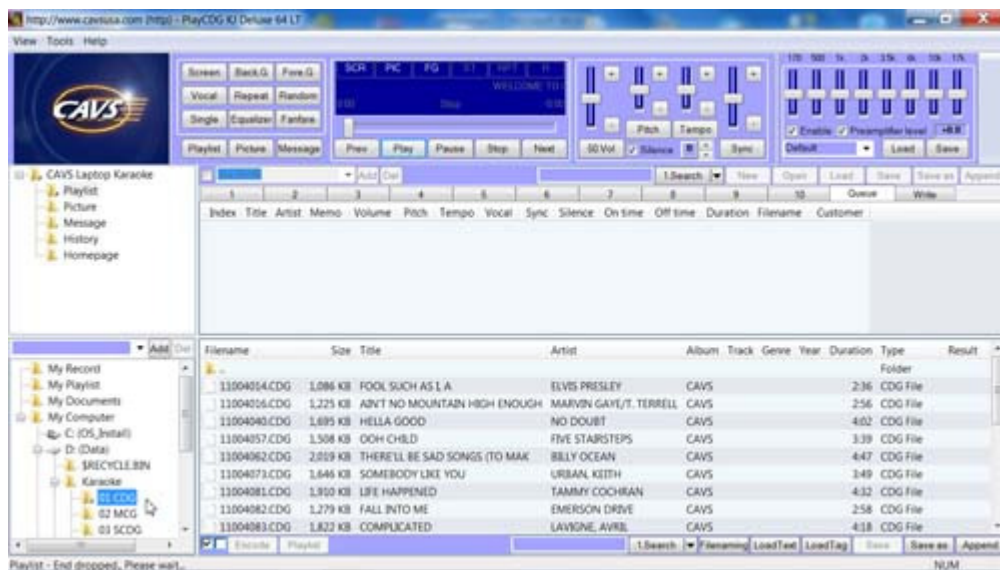 http://www.cavsusa.com (http) - PlayCDG KJ Deluxe 64 LT
View Tools Help
CAVS
Screen Back.G Fore.G
Vocal Repeat Random
Single Equalizer Fanfare
Playlist Picture Message
SCR PIC FG
WELCOME TO
Stop
Prev Play Pause Stop Next
Pitch Tempo
50 Vol Silence Sync
Enable Preamplifier level
Default Load Save
CAVS Laptop Karaoke
Playlist
Picture
Message
History
Homepage
Add Del
1.Search New Open Load Save Save as Append
1 2 3 4 5 6 7 8 9 10 Queue Write
Index Title Artist Memo Volume Pitch Tempo Vocal Sync Silence On time Off time Duration Filename Customer
Add Del
My Record
My Playlist
My Documents
My Computer
C: (OS_Install)
D: (Data)
$RECYCLE.BIN
Karaoke
01 CDG
02 MCG
03 SCDG
Filename Size Title Artist Album Track Genre Year Duration Type Result
.. Folder
11004014.CDG 1,086 KB FOOL SUCH AS I, A ELVIS PRESLEY CAVS 2:36 CDG File
11004016.CDG 1,225 KB AIN'T NO MOUNTAIN HIGH ENOUGH MARVIN GAYE/T. TERRELL CAVS 2:56 CDG File
11004040.CDG 1,695 KB HELLA GOOD NO DOUBT CAVS 4:02 CDG File
11004057.CDG 1,508 KB OOH CHILD FIVE STAIRSTEPS CAVS 3:39 CDG File
11004062.CDG 2,019 KB THERE'LL BE SAD SONGS (TO MAK BILLY OCEAN CAVS 4:47 CDG File
11004073.CDG 1,646 KB SOMEBODY LIKE YOU URBAN, KEITH CAVS 3:49 CDG File
11004081.CDG 1,910 KB LIFE HAPPENED TAMMY COCHRAN CAVS 4:32 CDG File
11004082.CDG 1,279 KB FALL INTO ME EMERSON DRIVE CAVS 2:58 CDG File
11004083.CDG 1,822 KB COMPLICATED LAVIGNE, AVRIL CAVS 4:18 CDG File
Encode Playlist 1.Search Filenaming LoadText LoadTag Save Save as Append
Playlist - End dropped., Please wait.. NUM